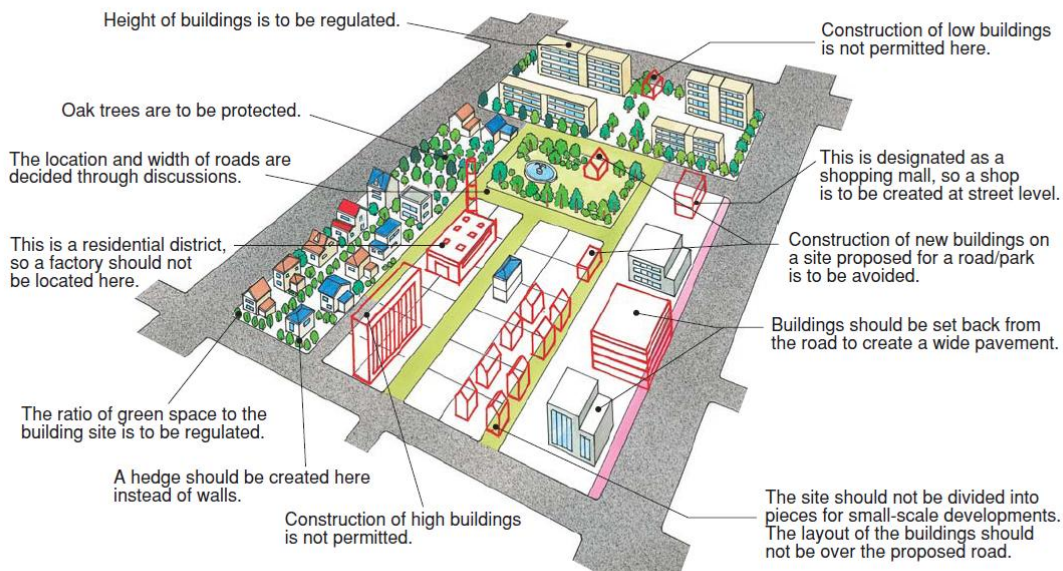 Height of buildings is to be regulated.
Construction of low buildings
is not permitted here.
Oak trees are to be protected.
The location and width of roads are
decided through discussions.
This is designated as a
shopping mall, so a shop
is to be created at street level.
This is a residential district,
so a factory should not
be located here.
Construction of new buildings on
a site proposed for a road/park
is to be avoided.
Buildings should be set back from
the road to create a wide pavement.
The ratio of green space to the
building site is to be regulated.
A hedge should be created here
instead of walls.
Construction of high buildings
is not permitted.
The site should not be divided into
pieces for small-scale developments.
The layout of the buildings should
not be over the proposed road.